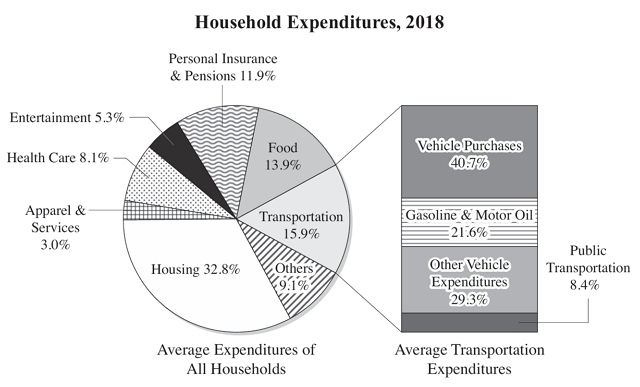 Household Expenditures, 2018
Personal Insurance
& Pensions 11.9%
Entertainment 5.3%
Health Care 8.1%
Apparel &
Services
3.0%
Housing 32.8%
Food
13.9%
Transportation
15.9%
Others
9.1%
Average Expenditures of
All Households
Vehicle Purchases
40.7%
Gasoline & Motor Oil
21.6%
Other Vehicle
Expenditures
29.3%
Public
Transportation
8.4%
Average Transportation
Expenditures